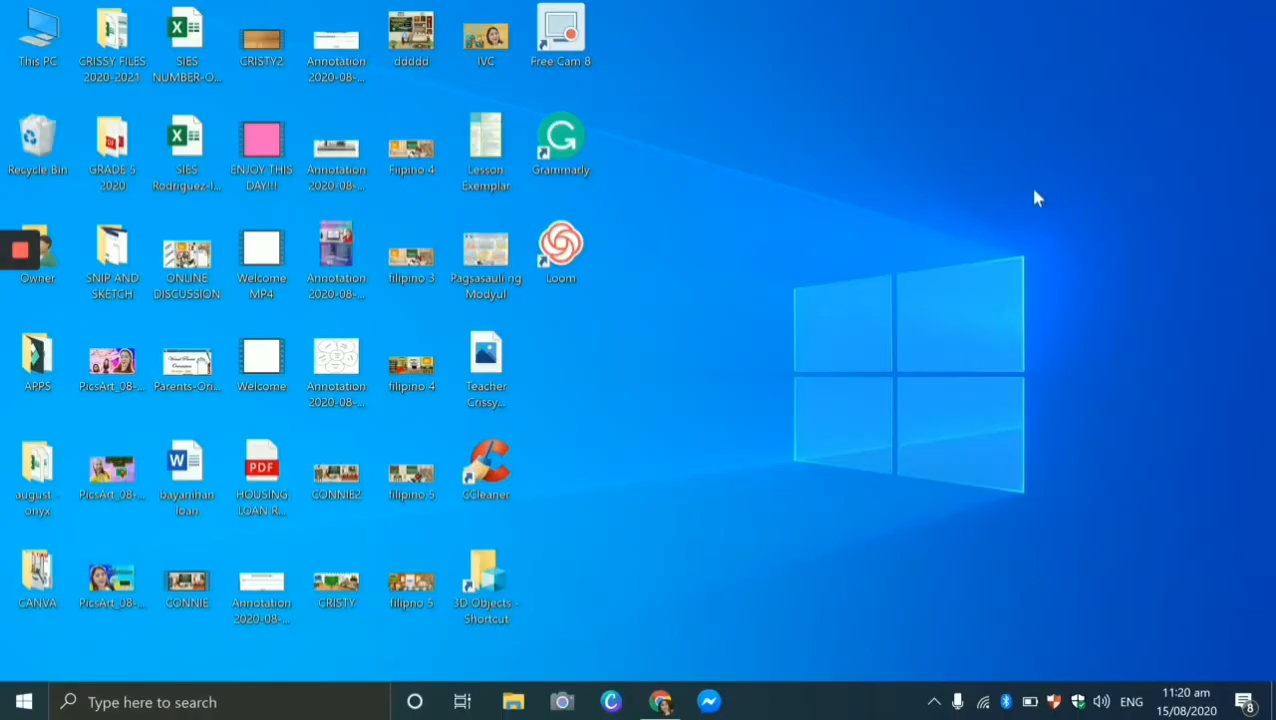 This PC
CRISSY FILES
2020-2021
SIES
NUMBER-O...
CRISTY2
Annotation
2020-08-...
ddddd
IVC
Free Cam 8
Recycle Bin
GRADE 5
2020
SIES
Rodriguez-I...
ENJOY THIS
DAY!!!
Annotation
2020-08-...
Fiipino 4
Lesson
Exemplar
Grammarly
Owner
SNIP AND
SKETCH
ONLINE
DISCUSSION
Welcome
MP4
Annotation
2020-08-...
filipino 3
Pagsasauli ng
Modyul
Loom
APPS
PicsArt_08-...
Parents-Ori...
Welcome
Annotation
2020-08-...
filipino 4
Teacher
Crissy...
august -
onyx
PicsArt_08-...
bayanihan
loan
PDF
HOUSING
LOAN R...
CONNIE2
filipino 5
CCleaner
CANVA
PicsArt_08-...
CONNIE
Annotation
2020-08-...
CRISTY
filipno 5
3D Objects -
Shortcut
Type here to search
ENG
11:20 am
15/08/2020
8